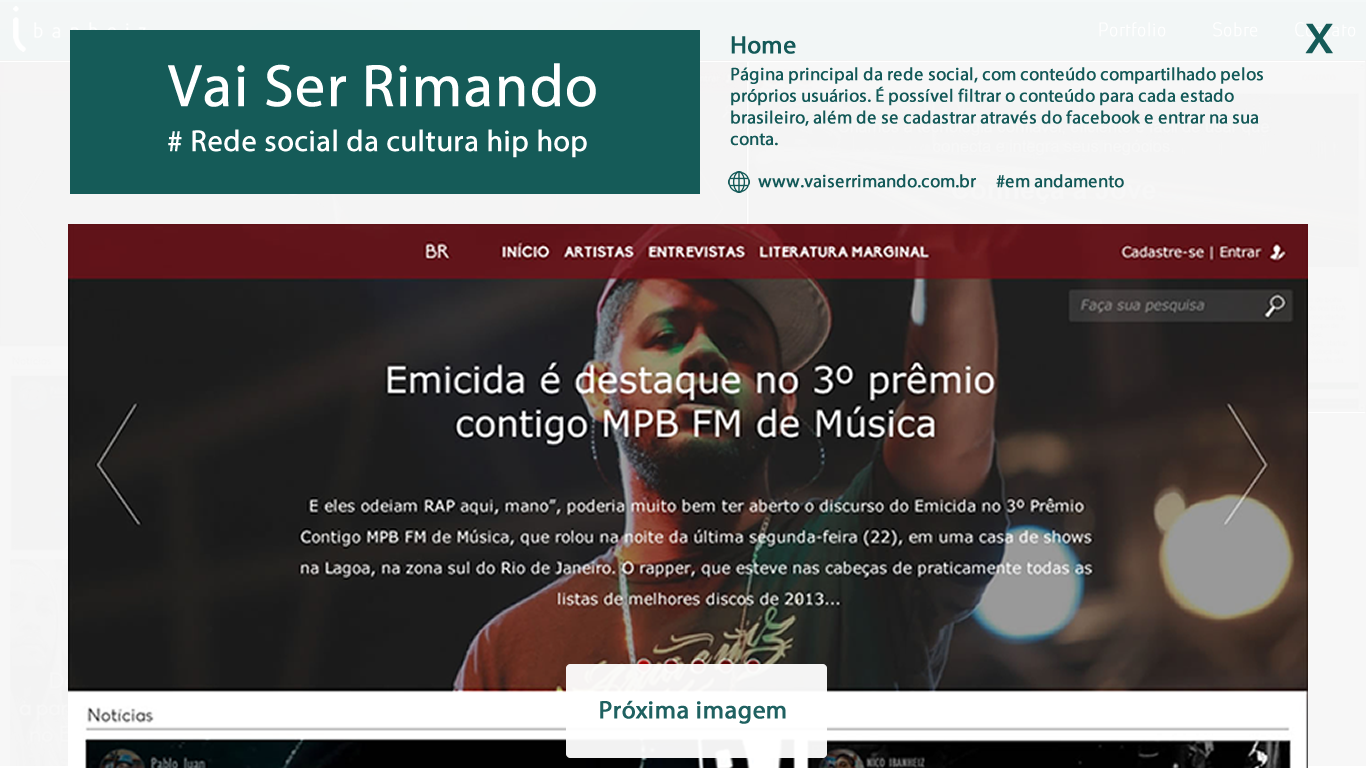 Portfolio Sobre
Vai Ser Rimando
# Rede social da cultura hip hop
Home
X
Página principal da rede social, com conteúdo compartilhado pelos
próprios usuários. É possível filtrar o conteúdo para cada estado
brasileiro, além de se cadastrar através do facebook e entrar na sua
conta.
www.vaiserrimando.com.br #em andamento
BR INÍCIO ARTISTAS ENTREVISTAS LITERATURA MARGINAL Cadastre-se | Entrar
Faça sua pesquisa
Emicida é destaque no 3º prêmio
contigo MPB FM de Música
E eles odeiam RAP aqui, mano”, poderia muito bem ter aberto o discurso do Emicida no 3º Prêmio
Contigo MPB FM de Música, que rolou na noite da última segunda-feira (22), em uma casa de shows
na Lagoa, na zona sul do Rio de Janeiro. O rapper, que esteve nas cabeças de praticamente todas as
listas de melhores discos de 2013...
Próxima imagem
Notícias
Pablo Juan
NICO IBANHEIZ